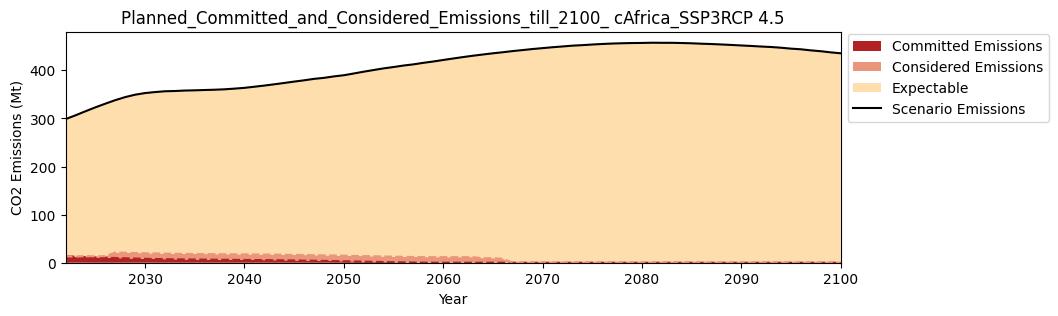 Planned_Committed_and_Considered_Emissions_till_2100_ cAfrica_SSP3RCP 4.5
Committed Emissions
Considered Emissions
Expectable
Scenario Emissions
CO2 Emissions (Mt)
400
300
200
100
0
2030 2040 2050 2060 2070 2080 2090 2100
Year